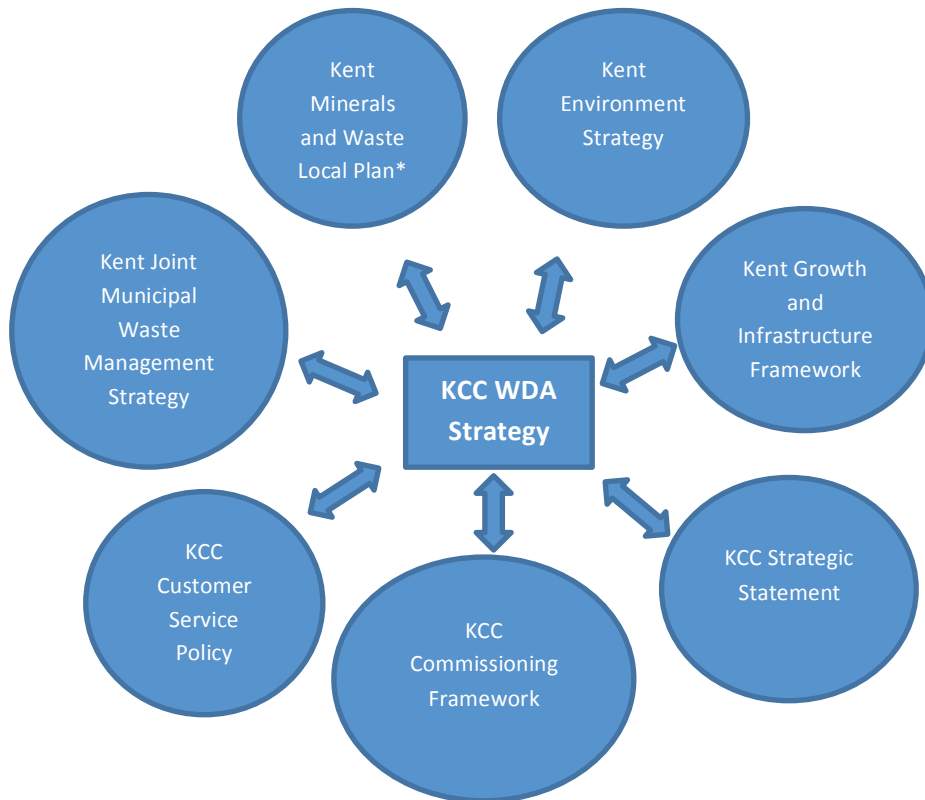 Kent
Minerals
and Waste
Local Plan*
Kent
Environment
Strategy
Kent Joint
Municipal
Waste
Management
Strategy
Kent Growth
and
Infrastructure
Framework
KCC WDA
Strategy
KCC
Customer
Service
Policy
KCC
Commissioning
Framework
KCC Strategic
Statement